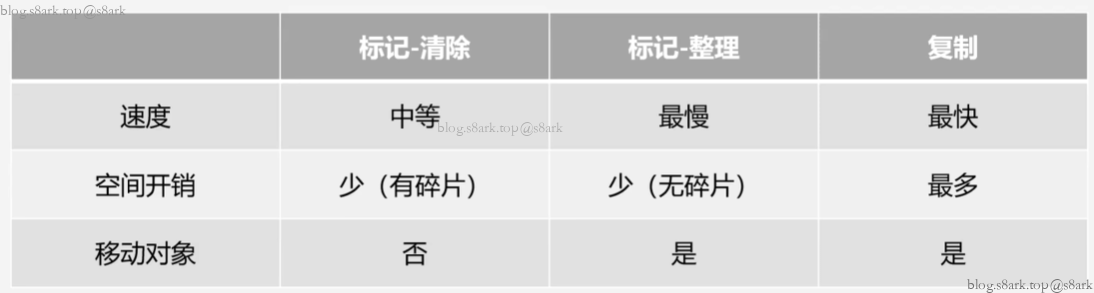 blog.s8ark.top@s8ark
标记-清除 标记-整理 复制
速度 中等 最慢 最快
blog.s8ark.top@s8ark
空间开销 少（有碎片） 少（无碎片） 最多
移动对象 否 是 是
blog.s8ark.top@s8ark